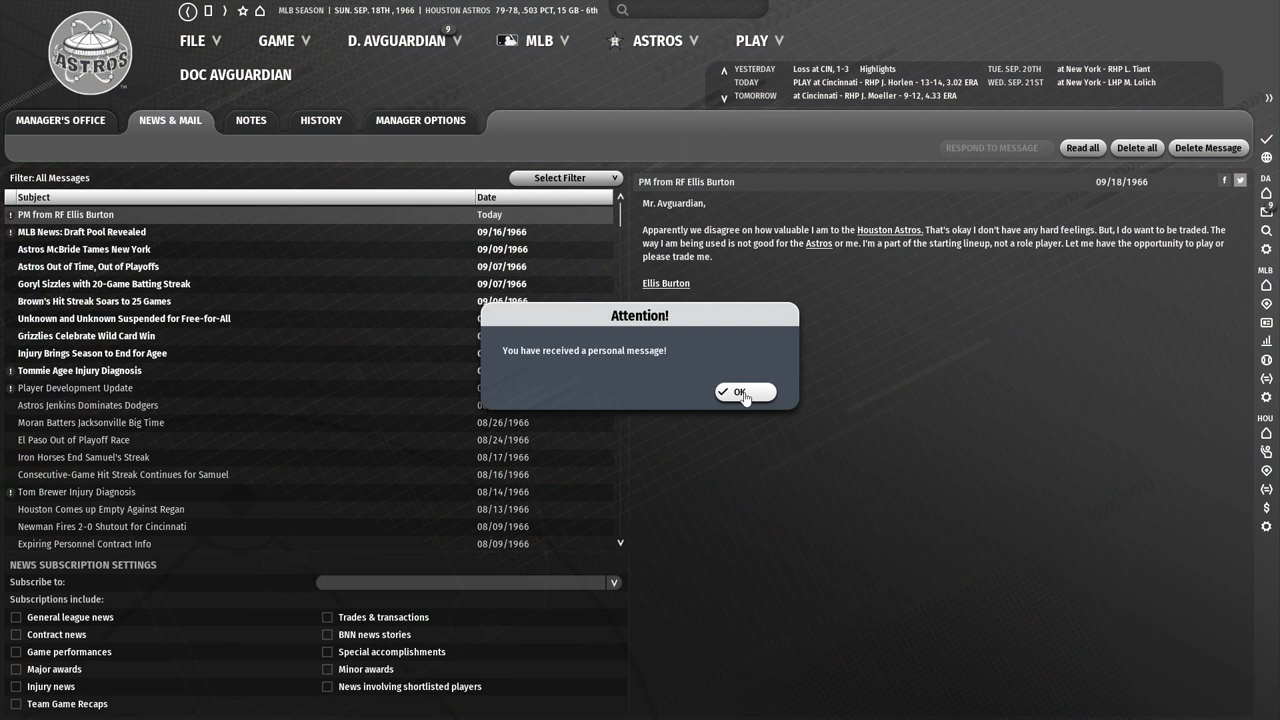 MLB SEASON | SUN. SEP. 18TH , 1966 | HOUSTON ASTROS 79-78, .503 PCT, 15 GB - 6th
ASTROS
FILE GAME D. AVGUARDIAN 9 MLB ASTROS PLAY
DOC AVGUARDIAN
YESTERDAY Loss at CIN, 1-3 Highlights TUE. SEP. 20TH at New York - RHP L. Tiant
TODAY PLAY at Cincinnati - RHP J. Horlen - 13-14, 3.02 ERA WED. SEP. 21ST at New York - LHP M. Lolich
TOMORROW at Cincinnati - RHP J. Moeller - 9-12, 4.33 ERA
MANAGER'S OFFICE NEWS & MAIL NOTES HISTORY MANAGER OPTIONS
RESPOND TO MESSAGE Read all Delete all Delete Message
Filter: All Messages Select Filter
Subject Date
! PM from RF Ellis Burton Today
! MLB News: Draft Pool Revealed 09/16/1966
Astros McBride Tames New York 09/09/1966
Astros Out of Time, Out of Playoffs 09/07/1966
Goryl Sizzles with 20-Game Batting Streak 09/07/1966
Brown's Hit Streak Soars to 25 Games 09/06/1966
Unknown and Unknown Suspended for Free-for-All
Grizzlies Celebrate Wild Card Win
Injury Brings Season to End for Agee
! Tommie Agee Injury Diagnosis
! Player Development Update
Astros Jenkins Dominates Dodgers
Moran Batters Jacksonville Big Time 08/26/1966
El Paso Out of Playoff Race 08/24/1966
Iron Horses End Samuel's Streak 08/17/1966
Consecutive-Game Hit Streak Continues for Samuel 08/16/1966
! Tom Brewer Injury Diagnosis 08/14/1966
Houston Comes up Empty Against Regan 08/13/1966
Newman Fires 2-0 Shutout for Cincinnati 08/09/1966
Expiring Personnel Contract Info 08/09/1966
PM from RF Ellis Burton 09/18/1966
Mr. Avguardian,
Apparently we disagree on how valuable I am to the Houston Astros. That's okay I don't have any hard feelings. But, I do want to be traded. The
way I am being used is not good for the Astros or me. I'm a part of the starting lineup, not a role player. Let me have the opportunity to play or
please trade me.
Ellis Burton
Attention!
You have received a personal message!
OK
NEWS SUBSCRIPTION SETTINGS
Subscribe to:
Subscriptions include:
General league news Trades & transactions
Contract news BNN news stories
Game performances Special accomplishments
Major awards Minor awards
Injury news News involving shortlisted players
Team Game Recaps
DA
9
MLB
HOU